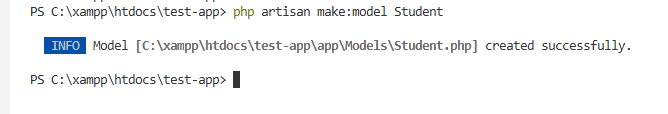 PS C:\xampp\htdocs\test-app> php artisan make:model Student
INFO Model [C:\xampp\htdocs\test-app\app\Models\Student.php] created successfully.
PS C:\xampp\htdocs\test-app>